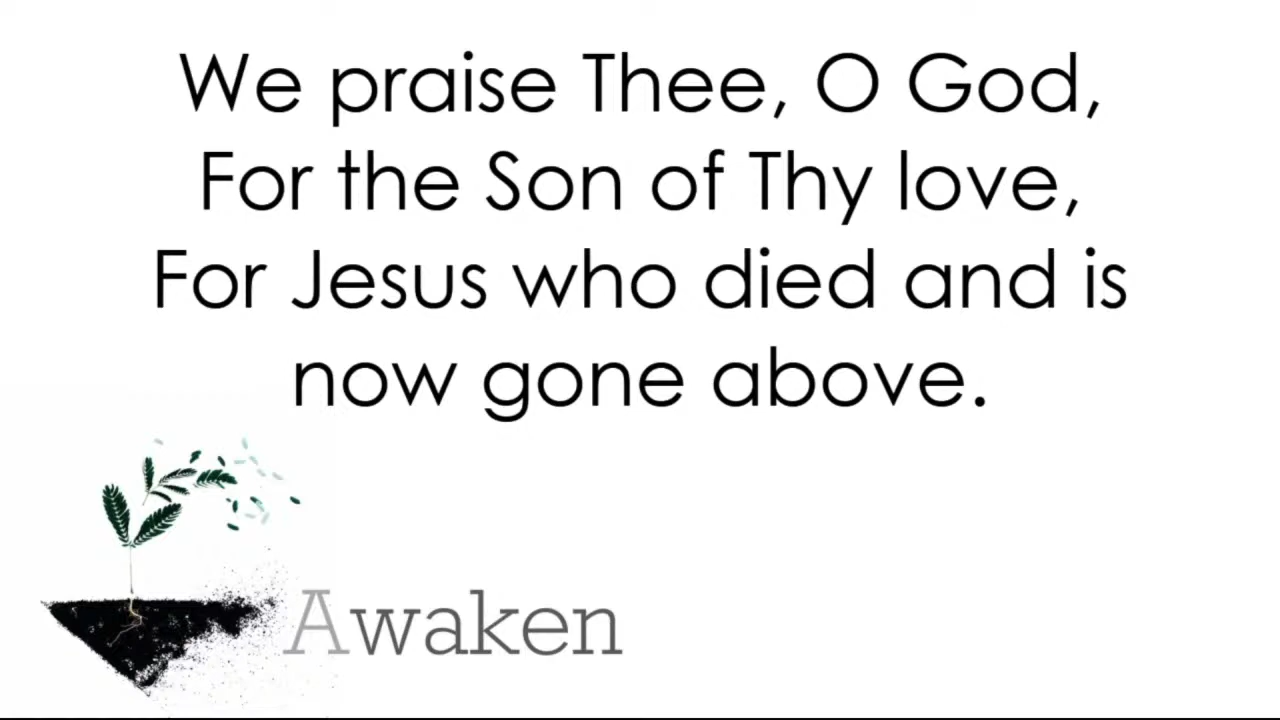 We praise Thee, O God,
For the Son of Thy love,
For Jesus who died and is
now gone above.
Awaken